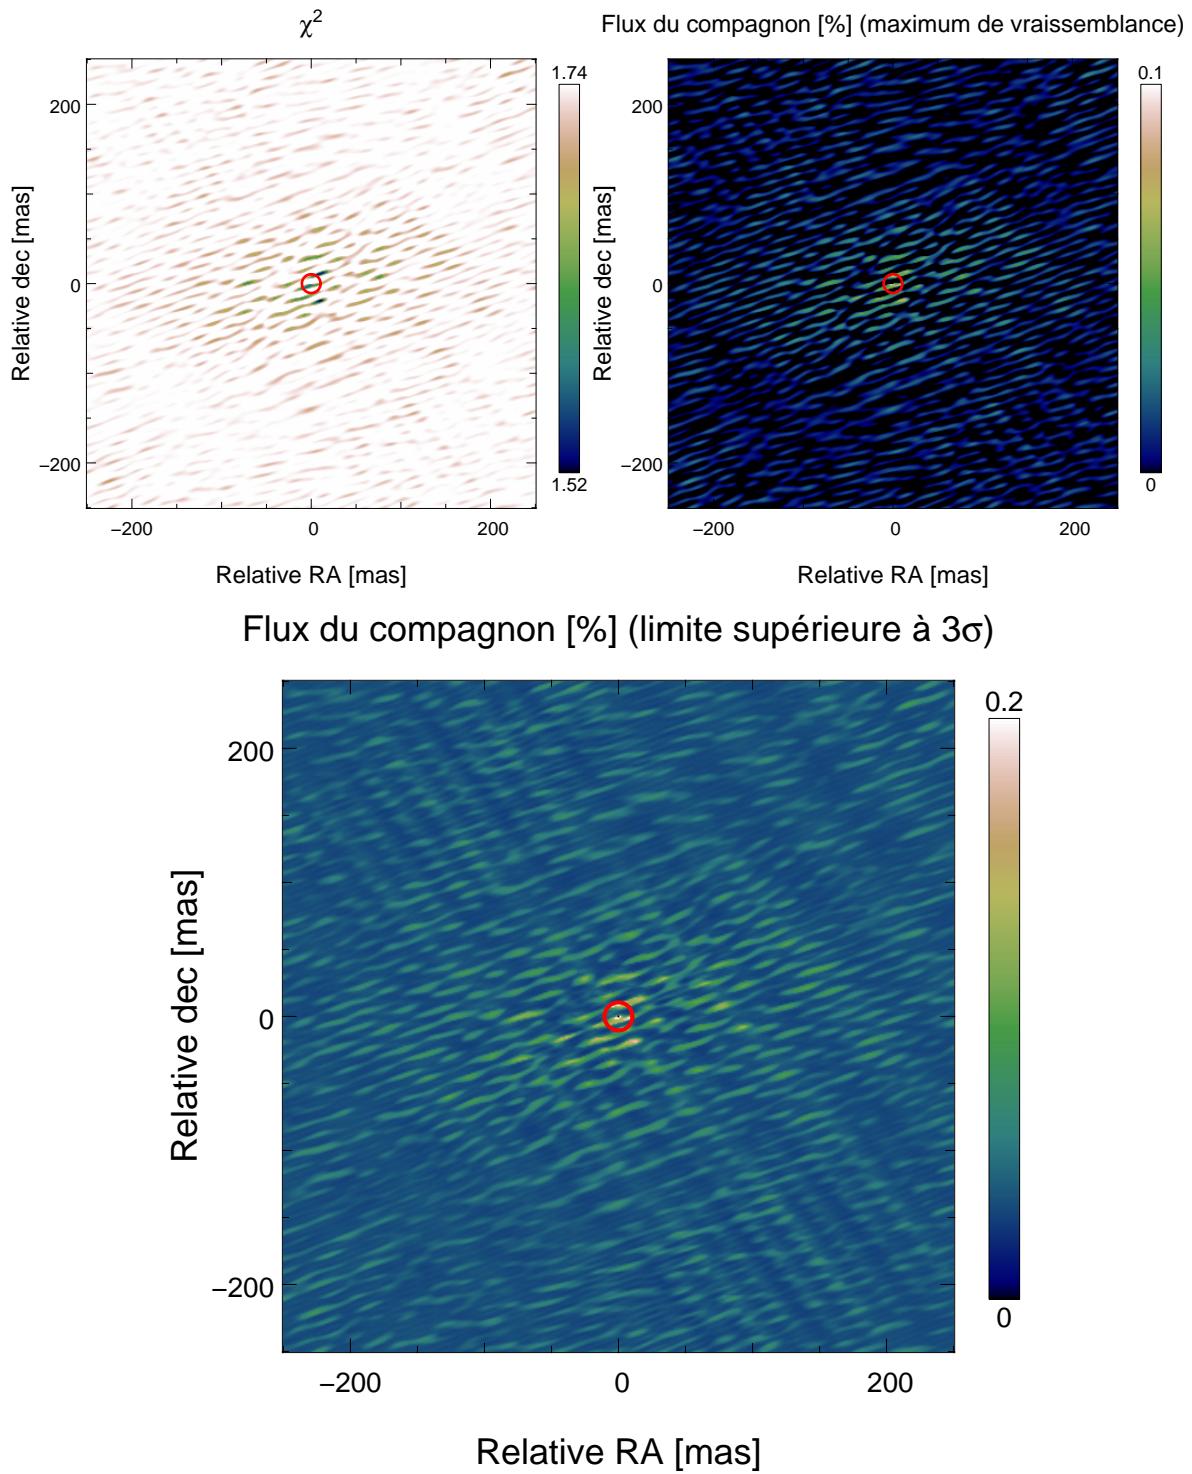 χ²
Flux du compagnon [%] (maximum de vraissemblance)
1.74
0.1
200
200
0
0
−200
−200
1.52
0
−200
0
200
−200
0
200
Relative dec [mas]
Relative dec [mas]
Relative RA [mas]
Relative RA [mas]
Flux du compagnon [%] (limite supérieure à 3σ)
0.2
200
0
−200
0
−200
0
200
Relative dec [mas]
Relative RA [mas]